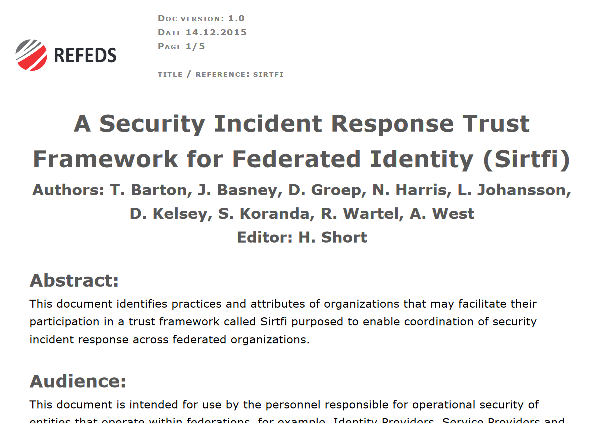 Doc version: 1.0
Date 14.12.2015
Page 1/5
title / reference: sirtfi
REFEDS
A Security Incident Response Trust
Framework for Federated Identity (Sirtfi)
Authors: T. Barton, J. Basney, D. Groep, N. Harris, L. Johansson,
D. Kelsey, S. Koranda, R. Wartel, A. West
Editor: H. Short
Abstract:
This document identifies practices and attributes of organizations that may facilitate their
participation in a trust framework called Sirtfi purposed to enable coordination of security
incident response across federated organizations.
Audience:
This document is intended for use by the personnel responsible for operational security of
entities that operate within federations, for example, Identity Providers, Service Providers and